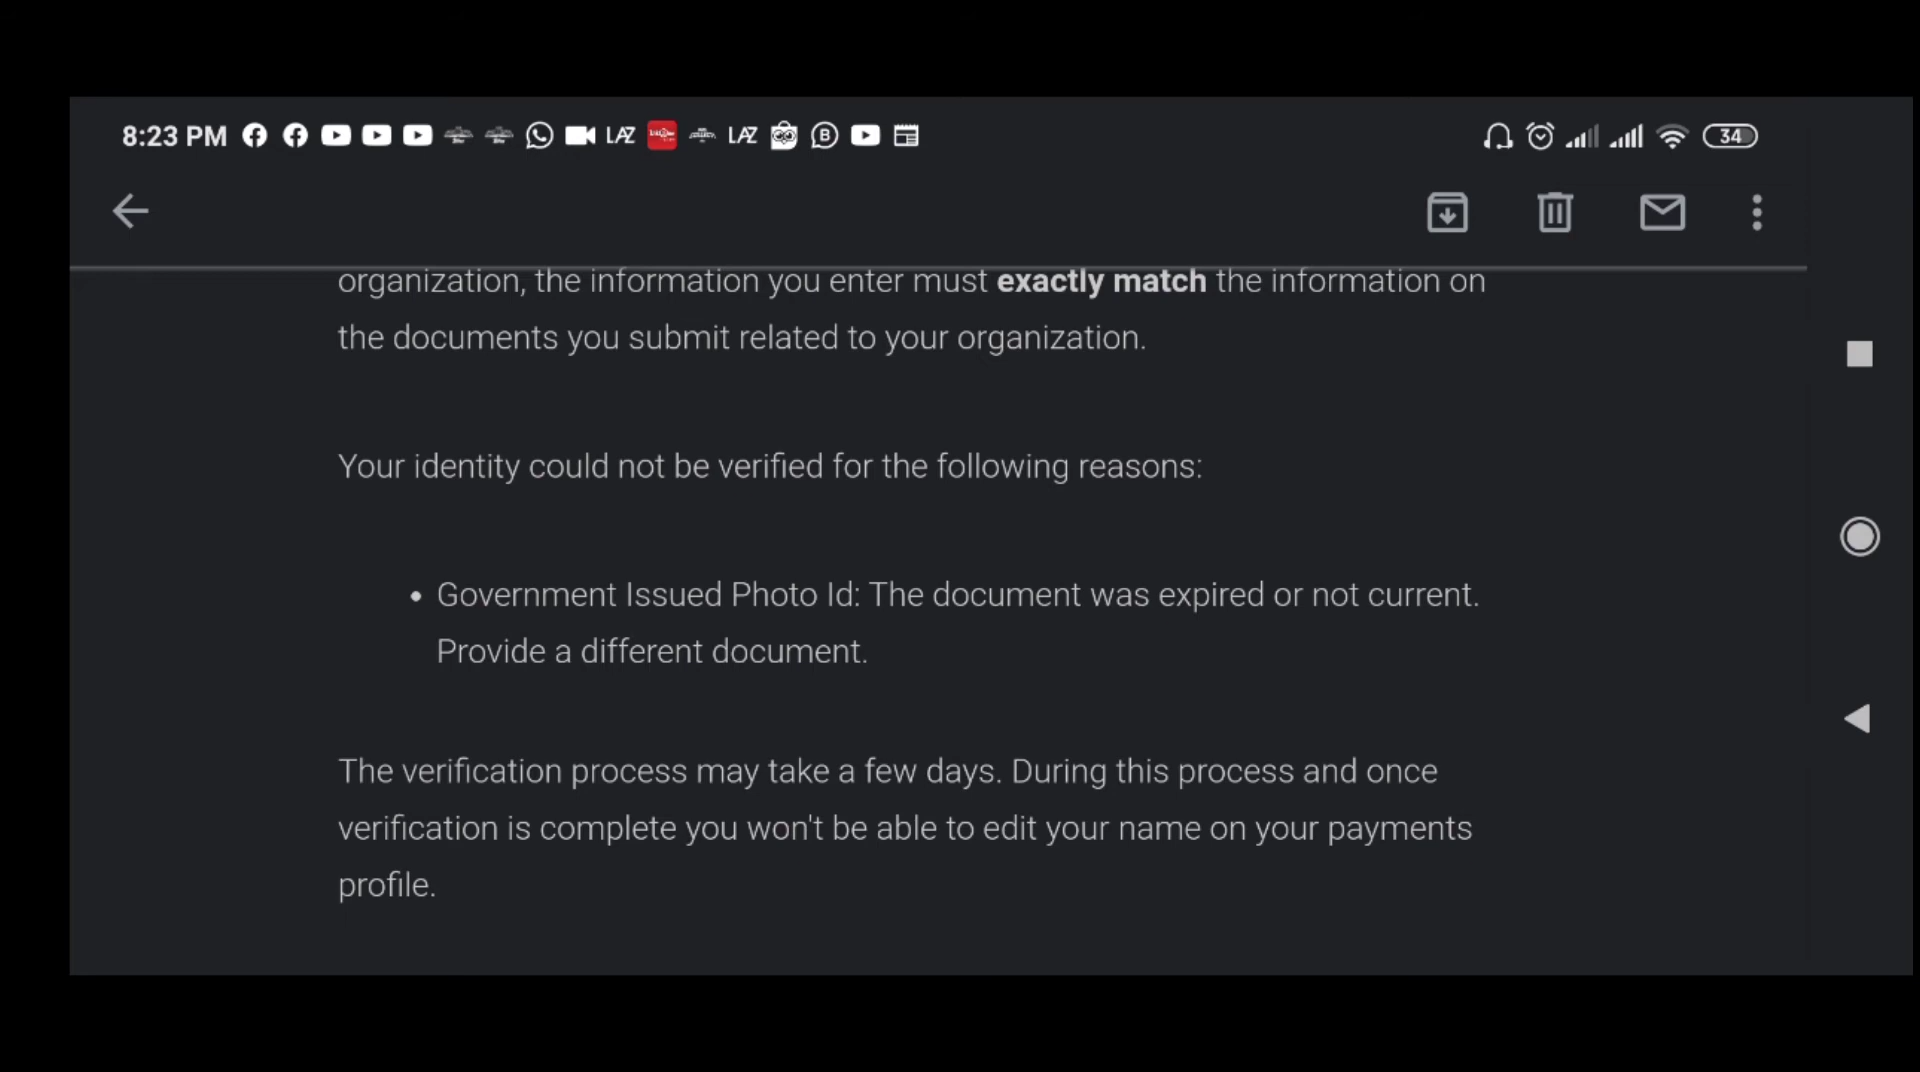 8:23 PM LAZ LAZ B 34
organization, the information you enter must exactly match the information on
the documents you submit related to your organization.
Your identity could not be verified for the following reasons:
• Government Issued Photo Id: The document was expired or not current.
Provide a different document.
The verification process may take a few days. During this process and once
verification is complete you won't be able to edit your name on your payments
profile.